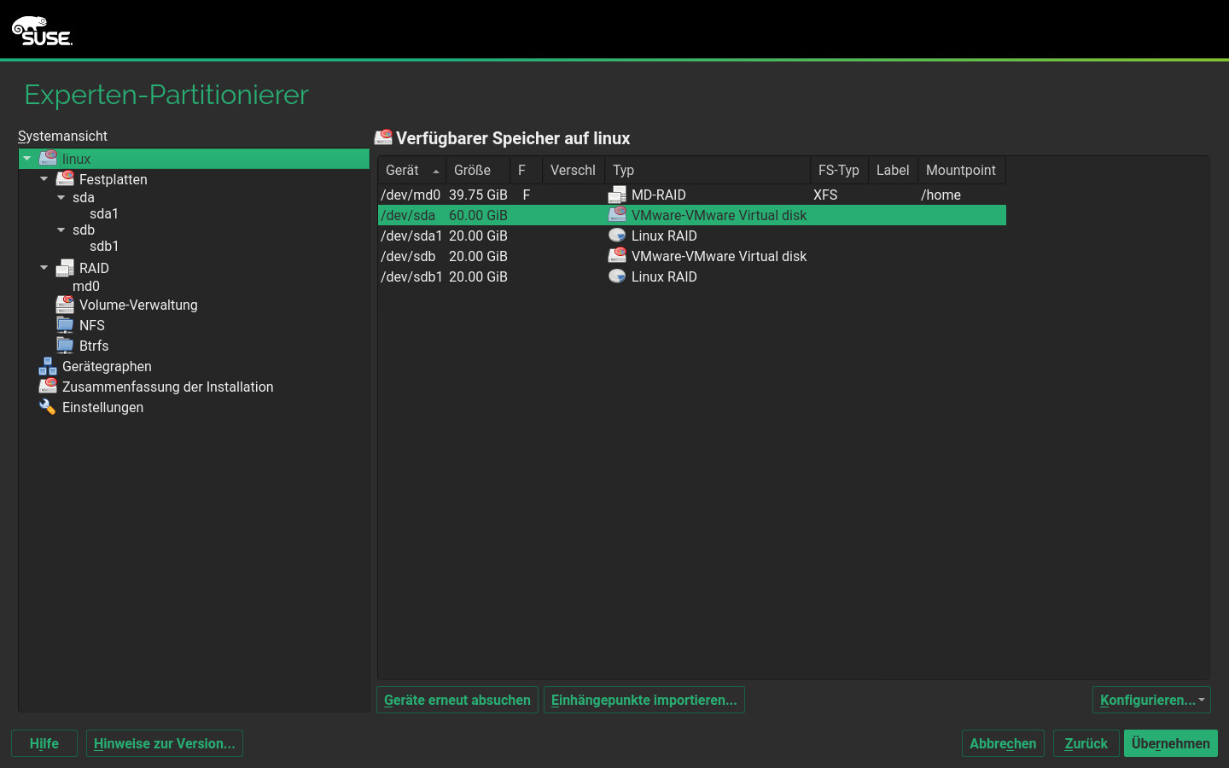 SUSE
Experten-Partitionierer
Systemansicht
linux
Festplatten
sda
sda1
sdb
sdb1
RAID
md0
Volume-Verwaltung
NFS
Btrfs
Gerätegraphen
Zusammenfassung der Installation
Einstellungen
Verfügbarer Speicher auf linux
Gerät Größe F Verschl Typ FS-Typ Label Mountpoint
/dev/md0 39.75 GiB F MD-RAID XFS /home
/dev/sda 60.00 GiB VMware-VMware Virtual disk
/dev/sda1 20.00 GiB Linux RAID
/dev/sdb 20.00 GiB VMware-VMware Virtual disk
/dev/sdb1 20.00 GiB Linux RAID
Geräte erneut absuchen Einhängepunkte importieren... Konfigurieren...
Hilfe Hinweise zur Version... Abbrechen Zurück Übernehmen